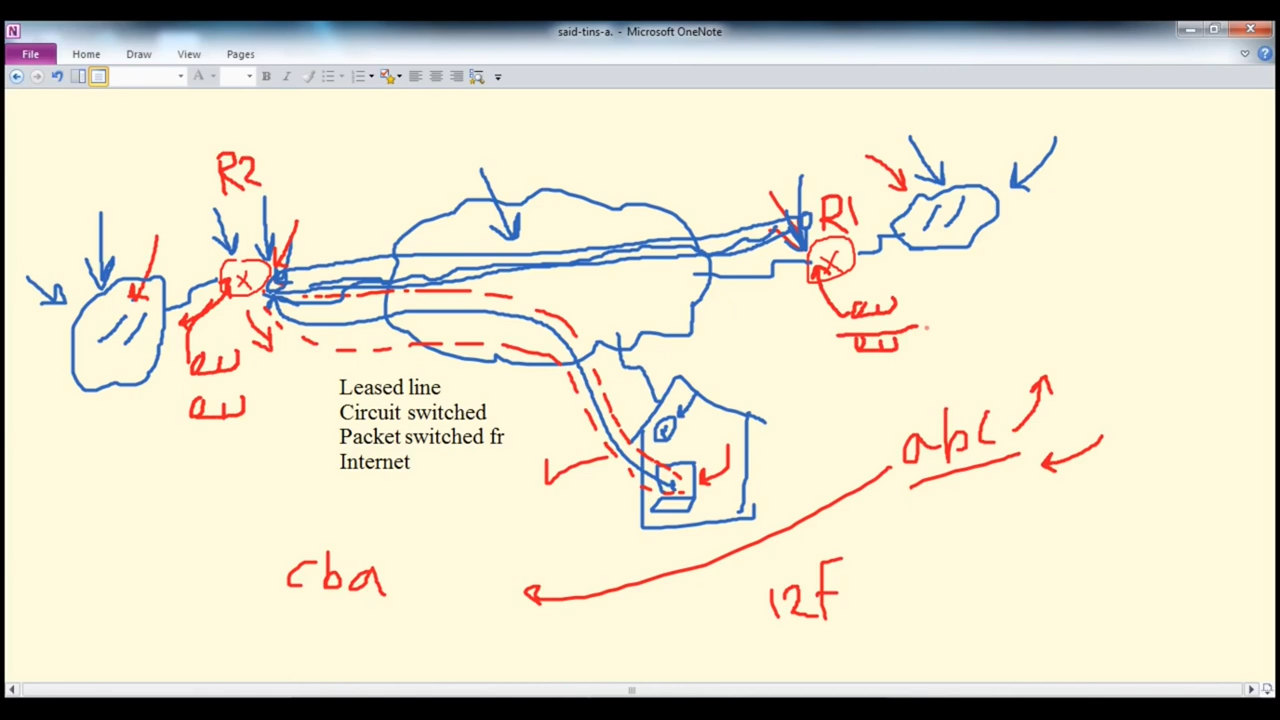 said-tins-a. - Microsoft OneNote
File Home Draw View Pages
R2
R1
Leased line
Circuit switched
Packet switched fr
Internet
abc
cba
12F